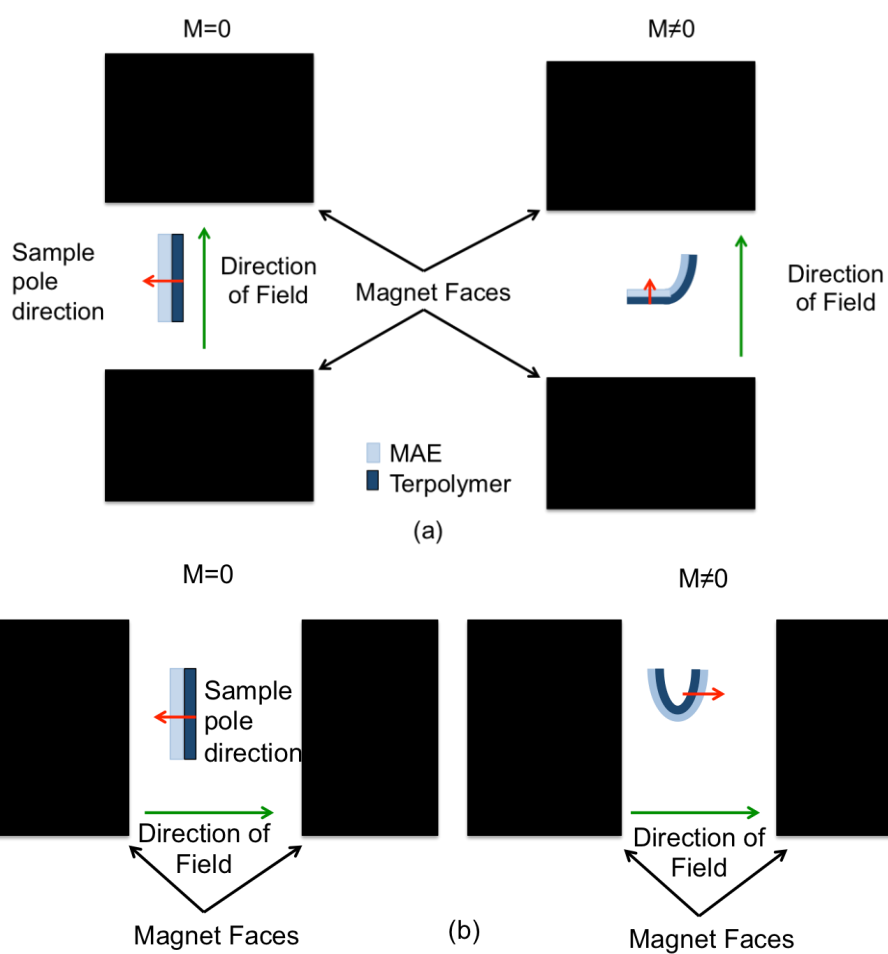 M=0
M≠0
Sample
pole
direction
Direction
of Field
Magnet Faces
Direction
of Field
MAE
Terpolymer
(a)
M=0
M≠0
Sample
pole
direction
Direction of
Field
Direction of
Field
Magnet Faces
(b)
Magnet Faces